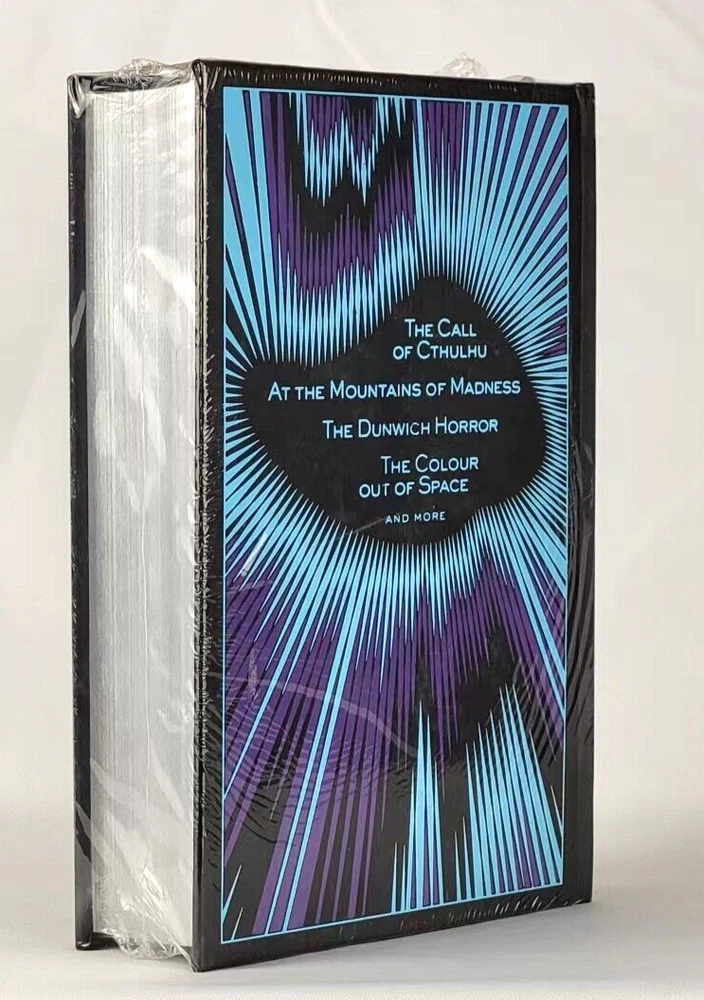 THE CALL
OF CTHULHU
AT THE MOUNTAINS OF MADNESS
THE DUNWICH HORROR
THE COLOUR
OUT OF SPACE
AND MORE